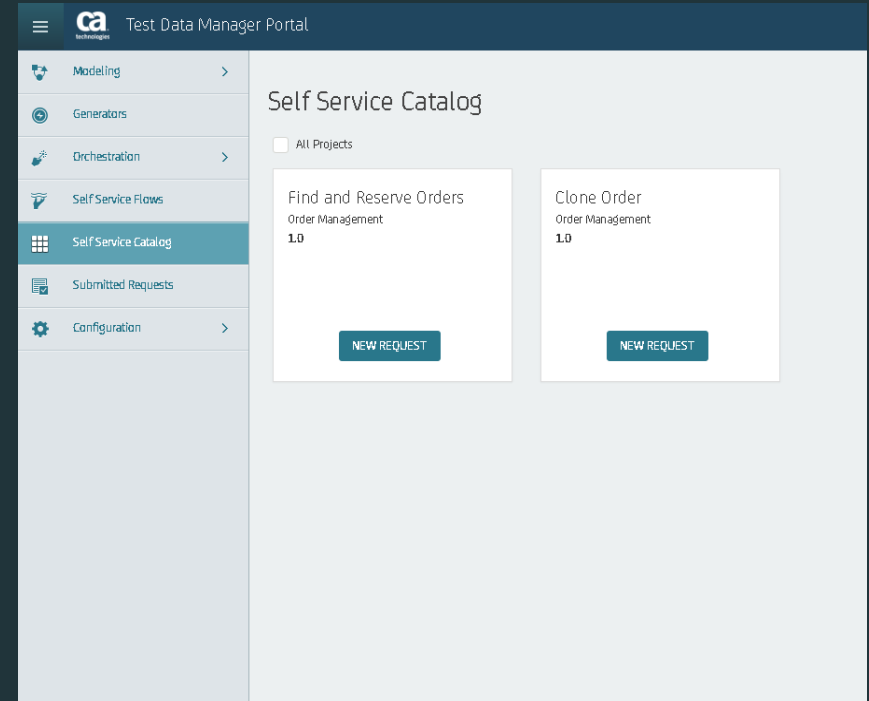 ca
technologies
Test Data Manager Portal
Modeling
Generators
Orchestration
Self Service Flows
Self Service Catalog
Submitted Requests
Configuration
Self Service Catalog
All Projects
Find and Reserve Orders
Order Management
1.0
NEW REQUEST
Clone Order
Order Management
1.0
NEW REQUEST